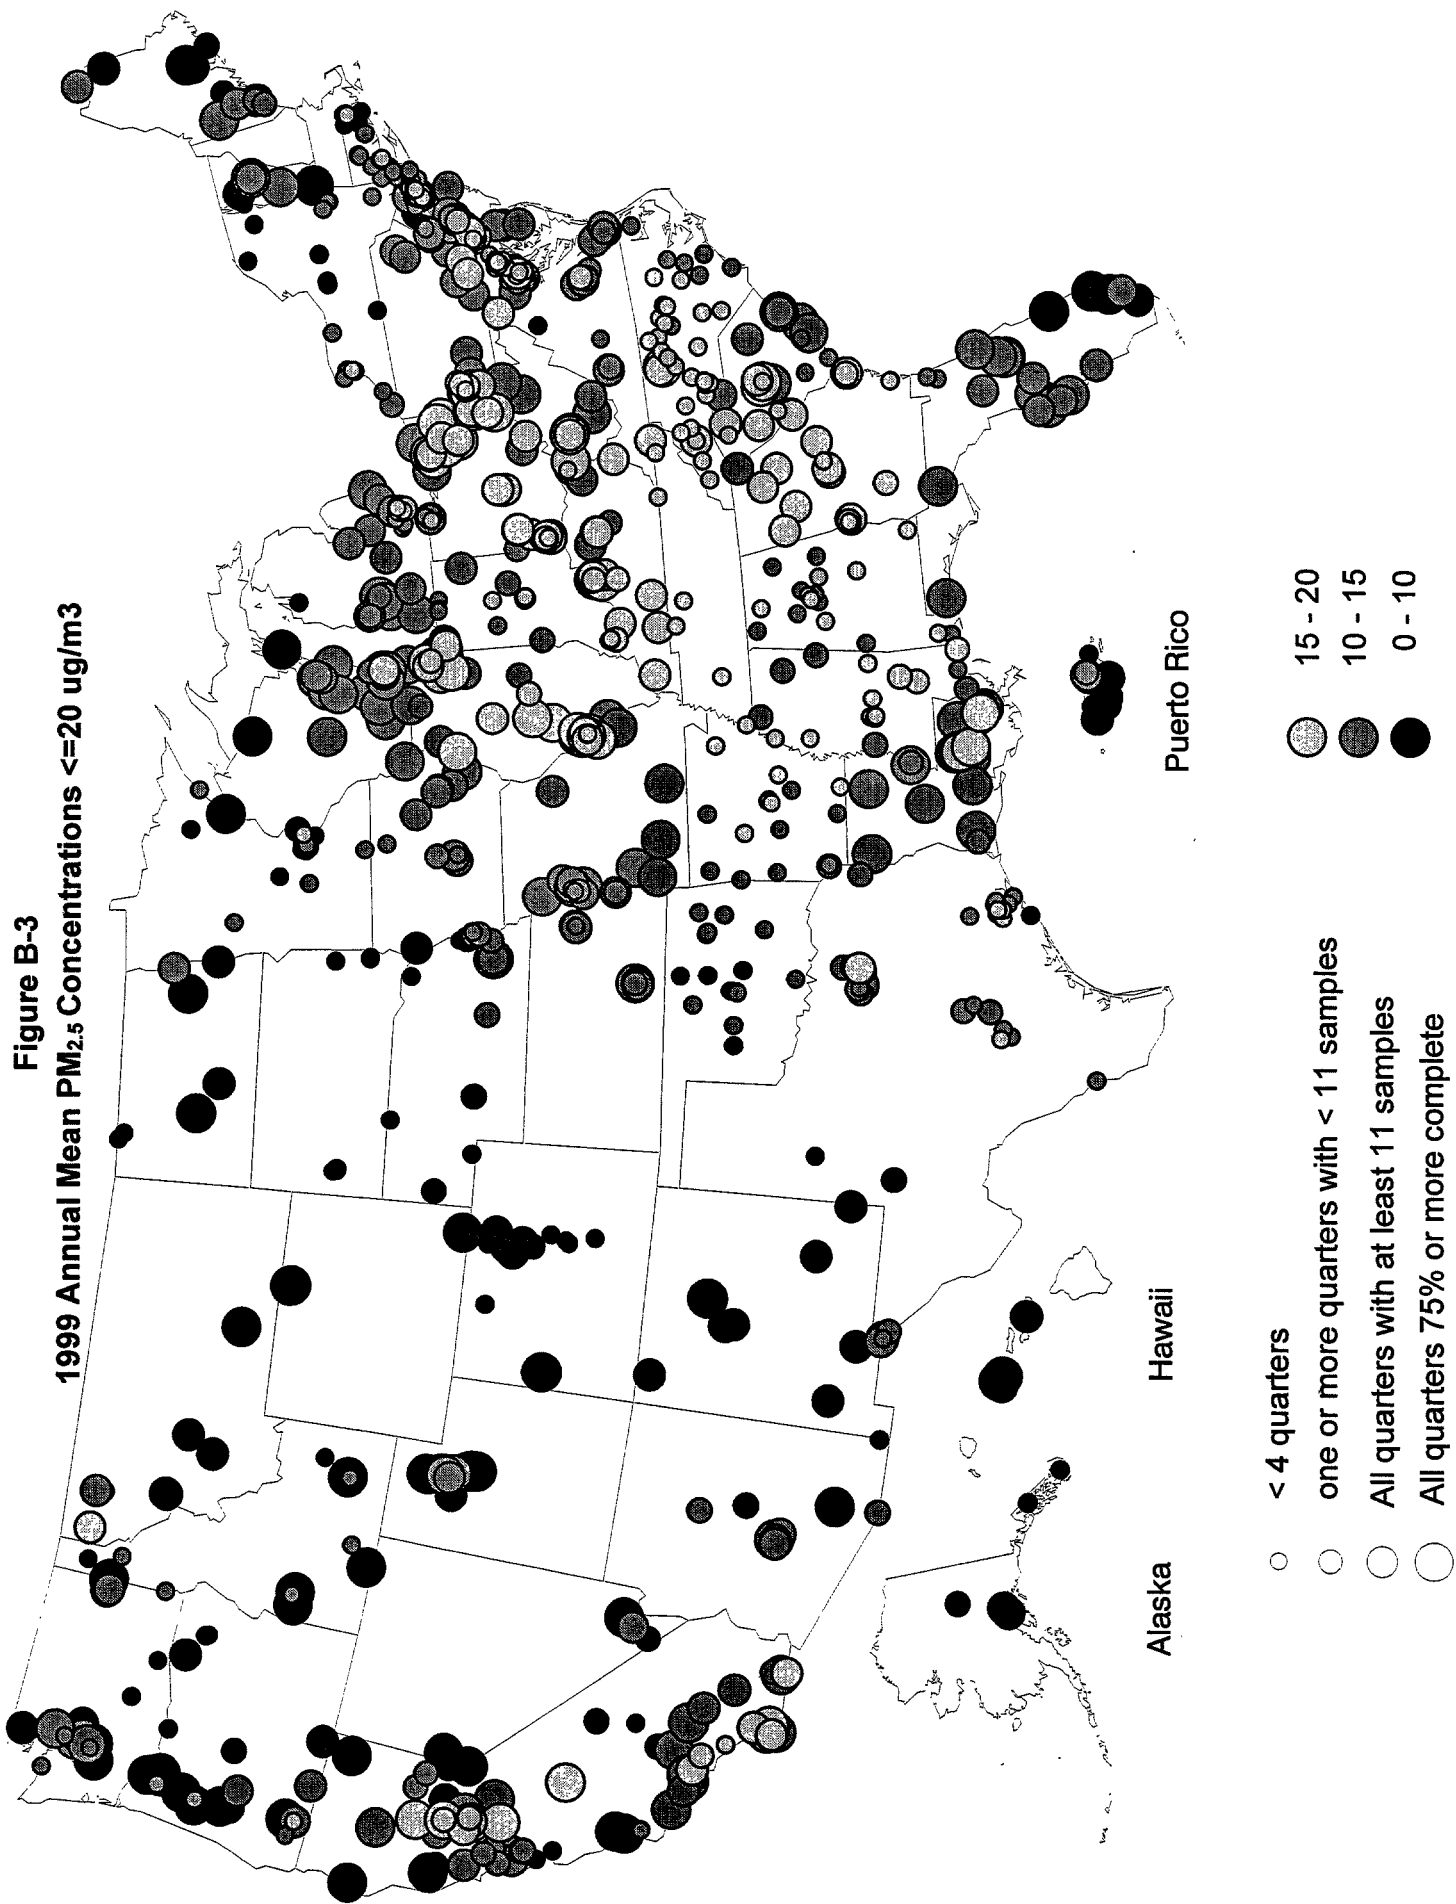 Figure B-3
1999 Annual Mean PM2.5 Concentrations <=20 ug/m3
Alaska
Hawaii
Puerto Rico
< 4 quarters
one or more quarters with < 11 samples
All quarters with at least 11 samples
All quarters 75% or more complete
15 - 20
10 - 15
0 - 10